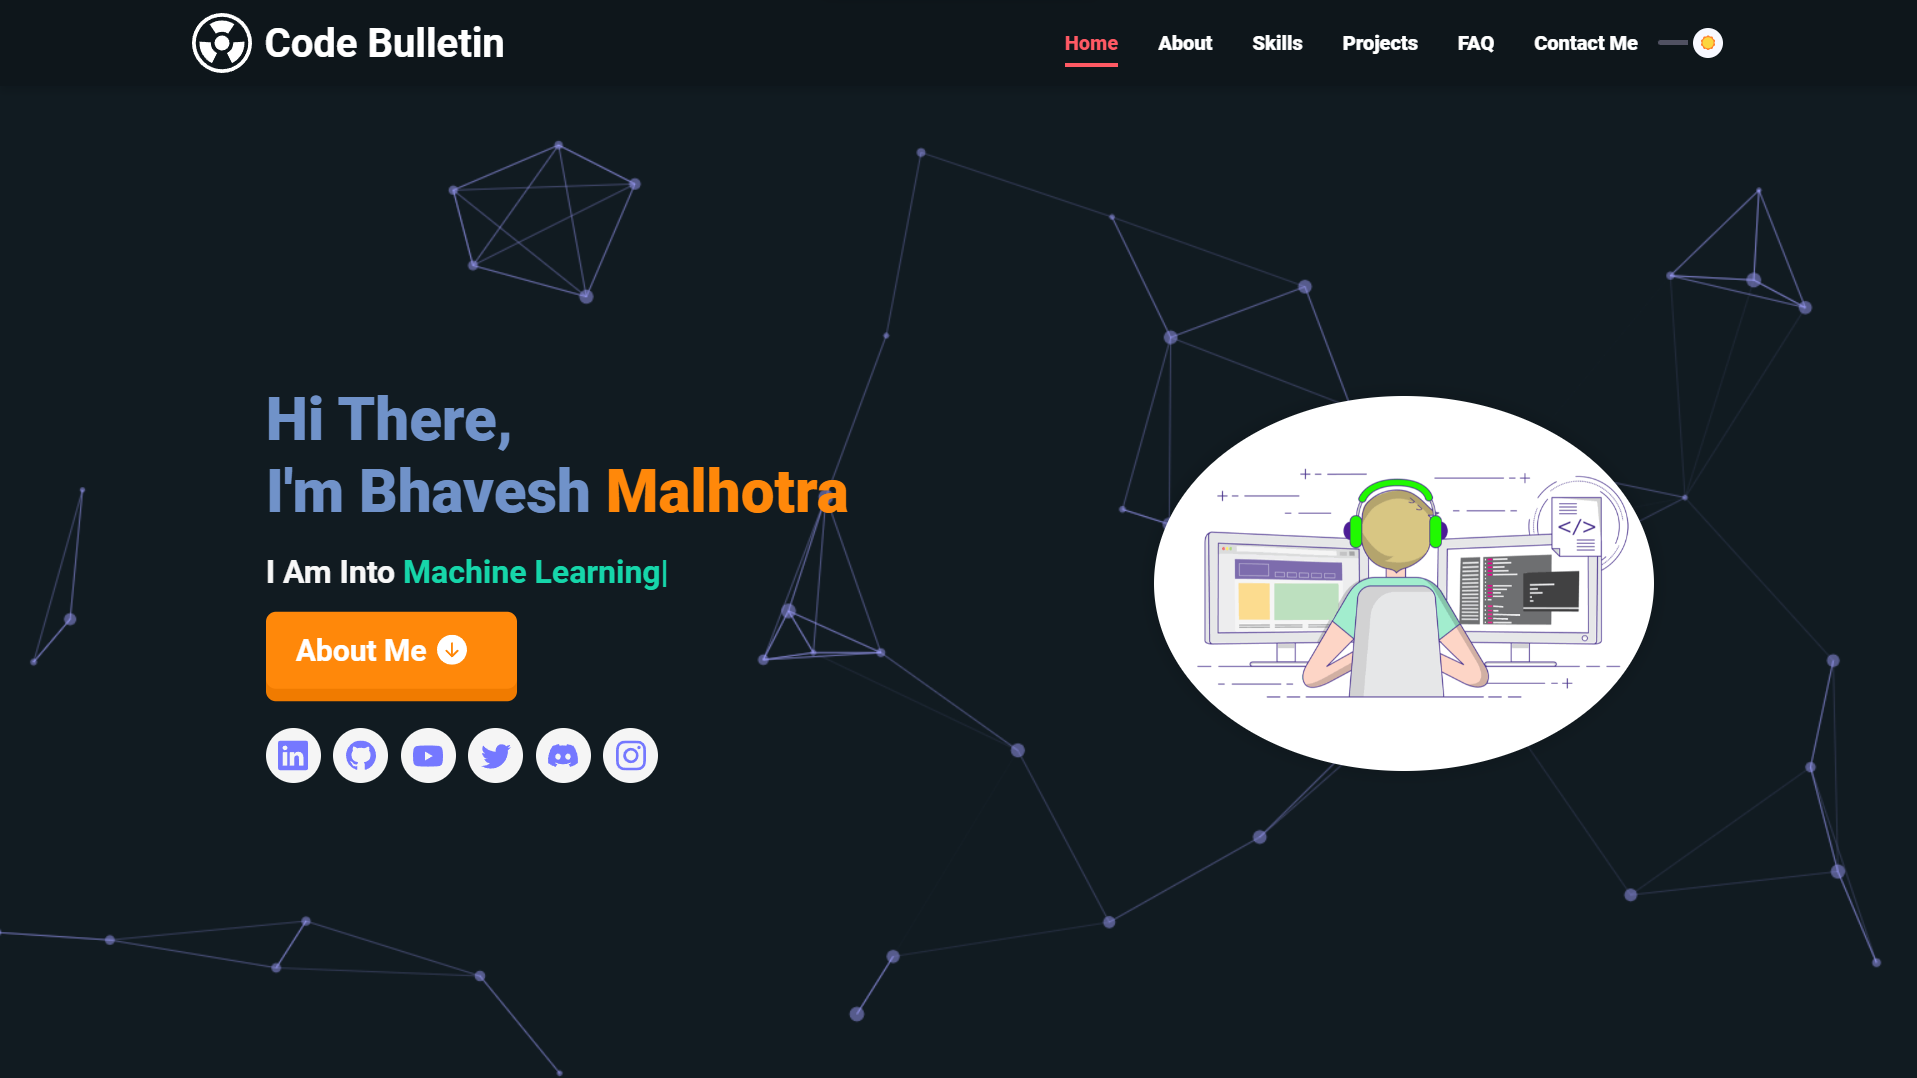 Code Bulletin
Home About Skills Projects FAQ Contact Me
Hi There,
I'm Bhavesh Malhotra
I Am Into Machine Learning|
About Me
</>